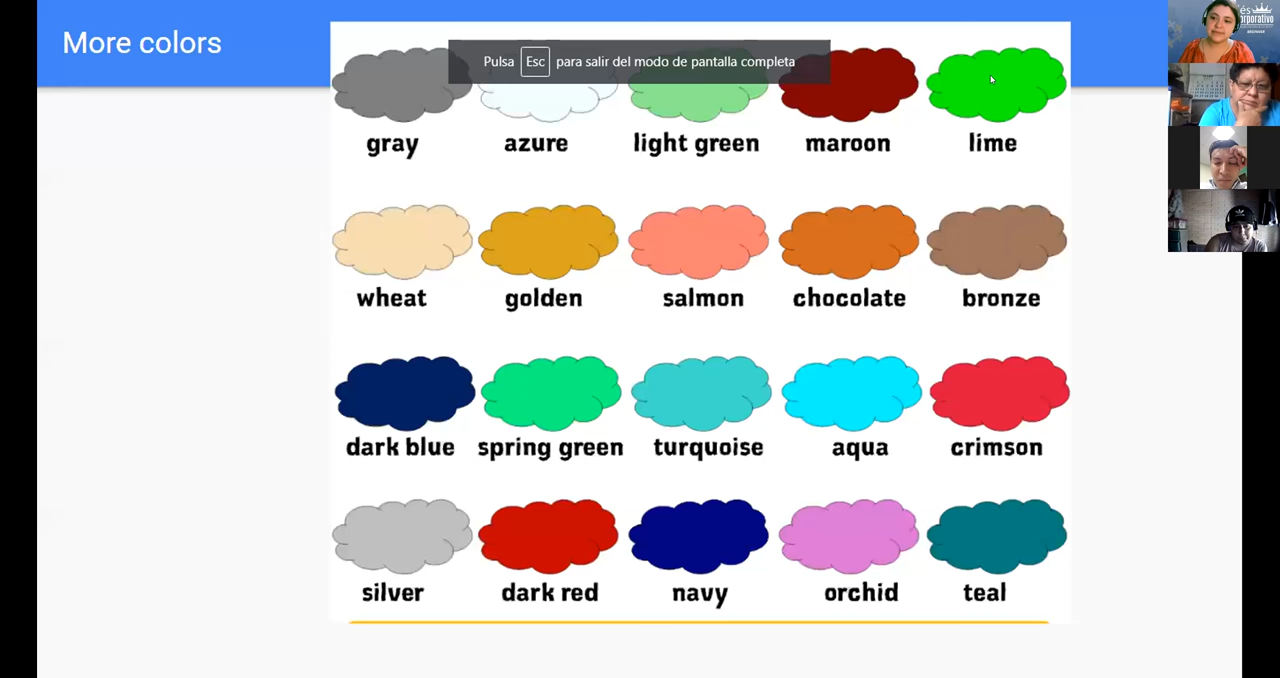 More colors
Pulsa Esc para salir del modo de pantalla completa
gray azure light green maroon lime
wheat golden salmon chocolate bronze
dark blue spring green turquoise aqua crimson
silver dark red navy orchid teal